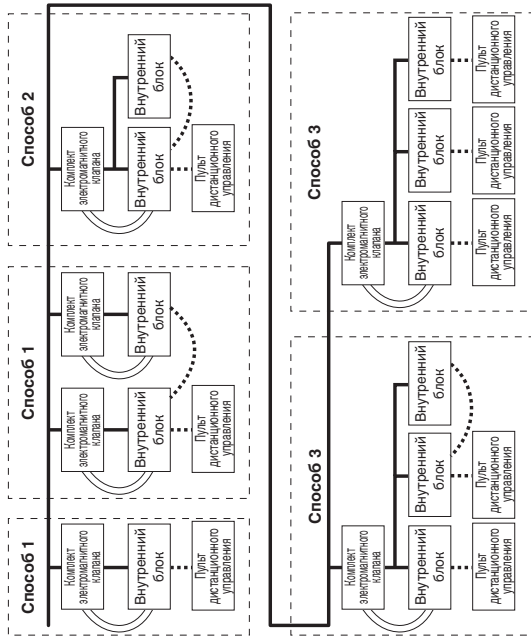 Способ 1
Комплект
электромагнитного
клапана
Внутренний
блок
Пульт
дистанционного
управления
Способ 1
Комплект
электромагнитного
клапана
Комплект
электромагнитного
клапана
Внутренний
блок
Внутренний
блок
Пульт
дистанционного
управления
Способ 2
Комплект
электромагнитного
клапана
Внутренний
блок
Внутренний
блок
Пульт
дистанционного
управления
Способ 3
Комплект
электромагнитного
клапана
Внутренний
блок
Внутренний
блок
Внутренний
блок
Пульт
дистанционного
управления
Пульт
дистанционного
управления
Способ 3
Комплект
электромагнитного
клапана
Внутренний
блок
Внутренний
блок
Внутренний
блок
Пульт
дистанционного
управления
Пульт
дистанционного
управления
Пульт
дистанционного
управления